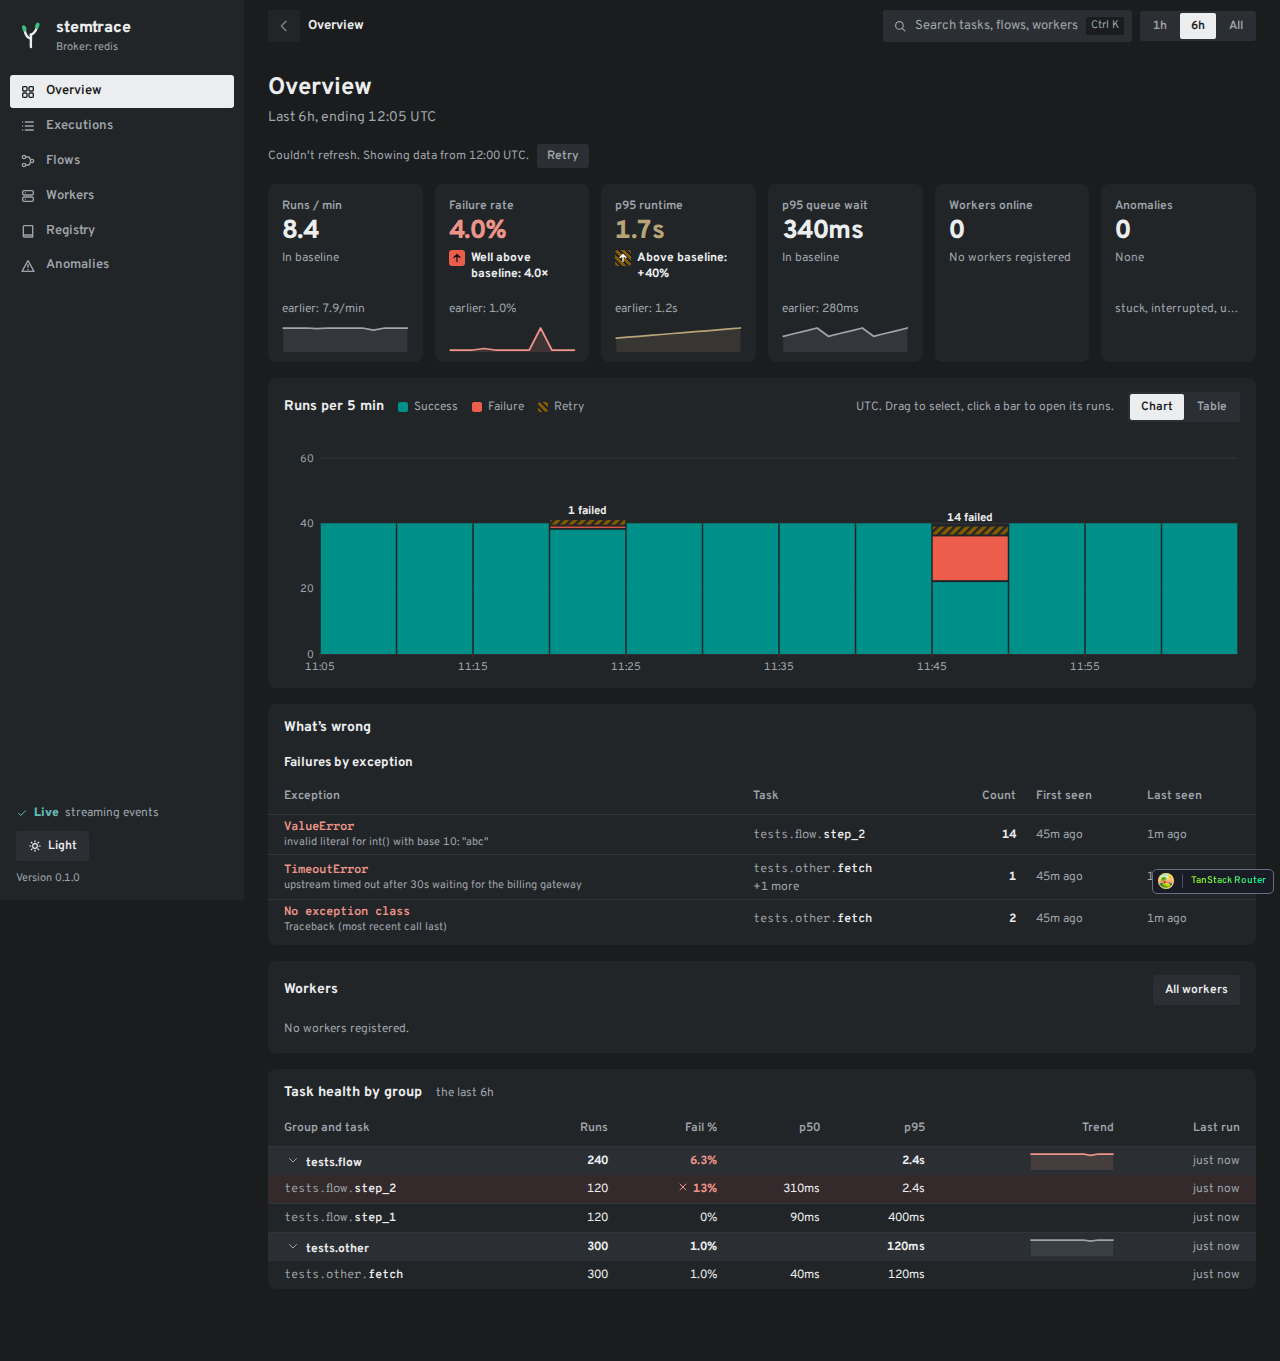 stemtrace
Broker: redis
Overview
Executions
Flows
Workers
Registry
Anomalies
Live streaming events
Light
Version 0.1.0
Overview
Search tasks, flows, workers Ctrl K
1h 6h All
Overview
Last 6h, ending 12:05 UTC
Couldn't refresh. Showing data from 12:00 UTC. Retry
Runs / min
8.4
In baseline
earlier: 7.9/min
Failure rate
4.0%
Well above
baseline: 4.0×
earlier: 1.0%
p95 runtime
1.7s
Above baseline:
+40%
earlier: 1.2s
p95 queue wait
340ms
In baseline
earlier: 280ms
Workers online
0
No workers registered
Anomalies
0
None
stuck, interrupted, u…
Runs per 5 min Success Failure Retry
UTC. Drag to select, click a bar to open its runs. Chart Table
60
40
20
0
1 failed
14 failed
11:05 11:15 11:25 11:35 11:45 11:55
What’s wrong
Failures by exception
Exception Task Count First seen Last seen
ValueError
invalid literal for int() with base 10: "abc"
tests.flow.step_2 14 45m ago 1m ago
TimeoutError
upstream timed out after 30s waiting for the billing gateway
tests.other.fetch
+1 more
1 45m ago
TanStack Router
No exception class
Traceback (most recent call last)
tests.other.fetch 2 45m ago 1m ago
Workers All workers
No workers registered.
Task health by group the last 6h
Group and task Runs Fail % p50 p95 Trend Last run
tests.flow 240 6.3% 2.4s just now
tests.flow.step_2 120 13% 310ms 2.4s just now
tests.flow.step_1 120 0% 90ms 400ms just now
tests.other 300 1.0% 120ms just now
tests.other.fetch 300 1.0% 40ms 120ms just now